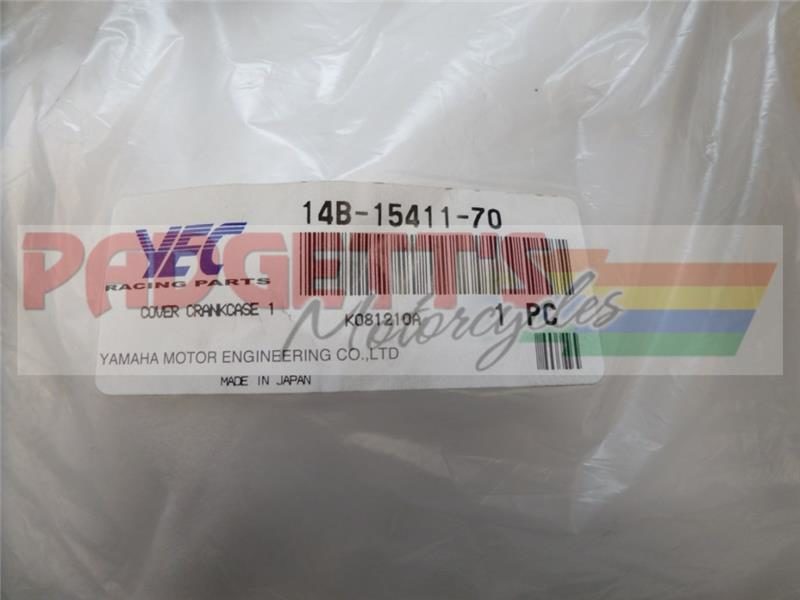 14B-15411-70
YEC
RACING PARTS
PADGETT'S
Motorcycles
COVER CRANKCASE 1 K081210A 1 PC
YAMAHA MOTOR ENGINEERING CO.,LTD
MADE IN JAPAN